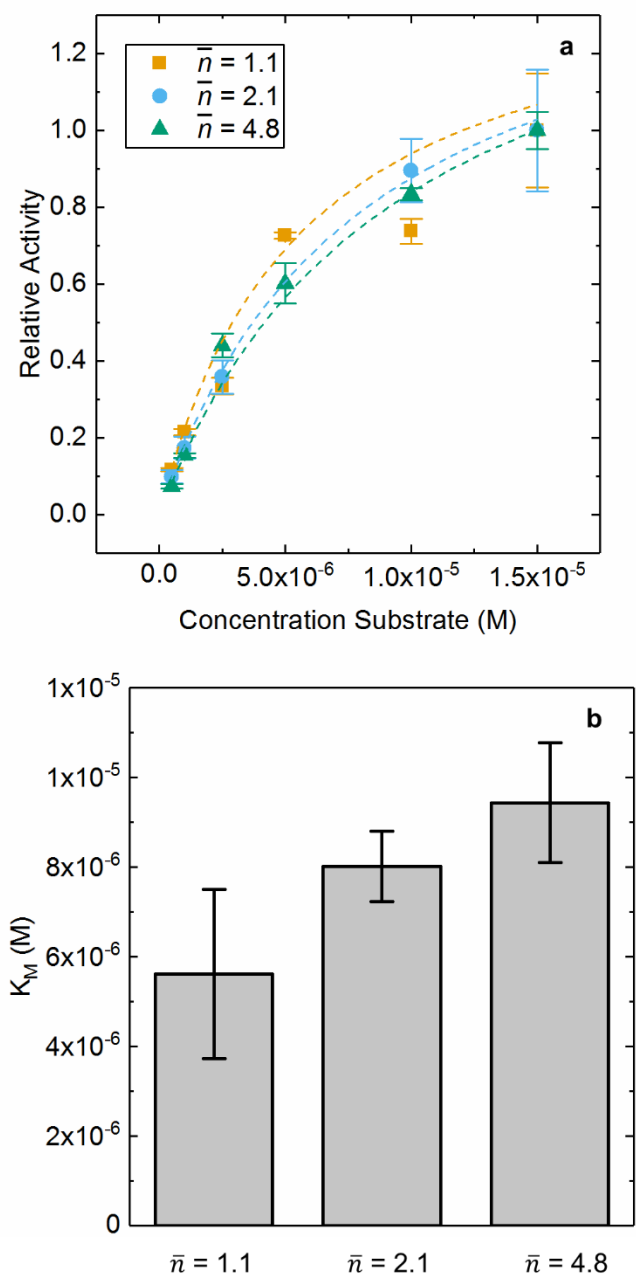 a
n̅ = 1.1
n̅ = 2.1
n̅ = 4.8
1.2
1.0
0.8
0.6
0.4
0.2
0.0
Relative Activity
0.0 5.0x10⁻⁶ 1.0x10⁻⁵ 1.5x10⁻⁵
Concentration Substrate (M)
b
1x10⁻⁵
1x10⁻⁵
8x10⁻⁶
6x10⁻⁶
4x10⁻⁶
2x10⁻⁶
0
K_M (M)
n̅ = 1.1 n̅ = 2.1 n̅ = 4.8